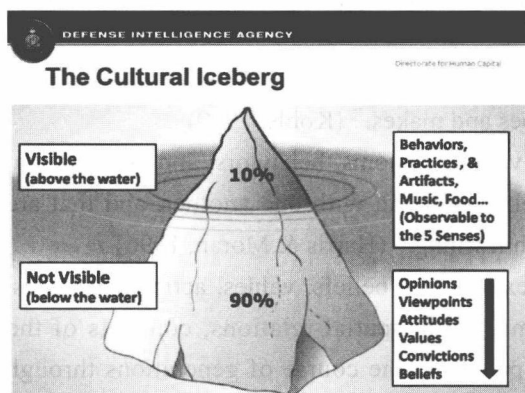 DEFENSE INTELLIGENCE AGENCY
Directorate for Human Capital
The Cultural Iceberg
Visible
(above the water)
10%
Behaviors,
Practices , &
Artifacts,
Music, Food...
(Observable to
the 5 Senses)
Not Visible
(below the water)
90%
Opinions
Viewpoints
Attitudes
Values
Convictions
Beliefs